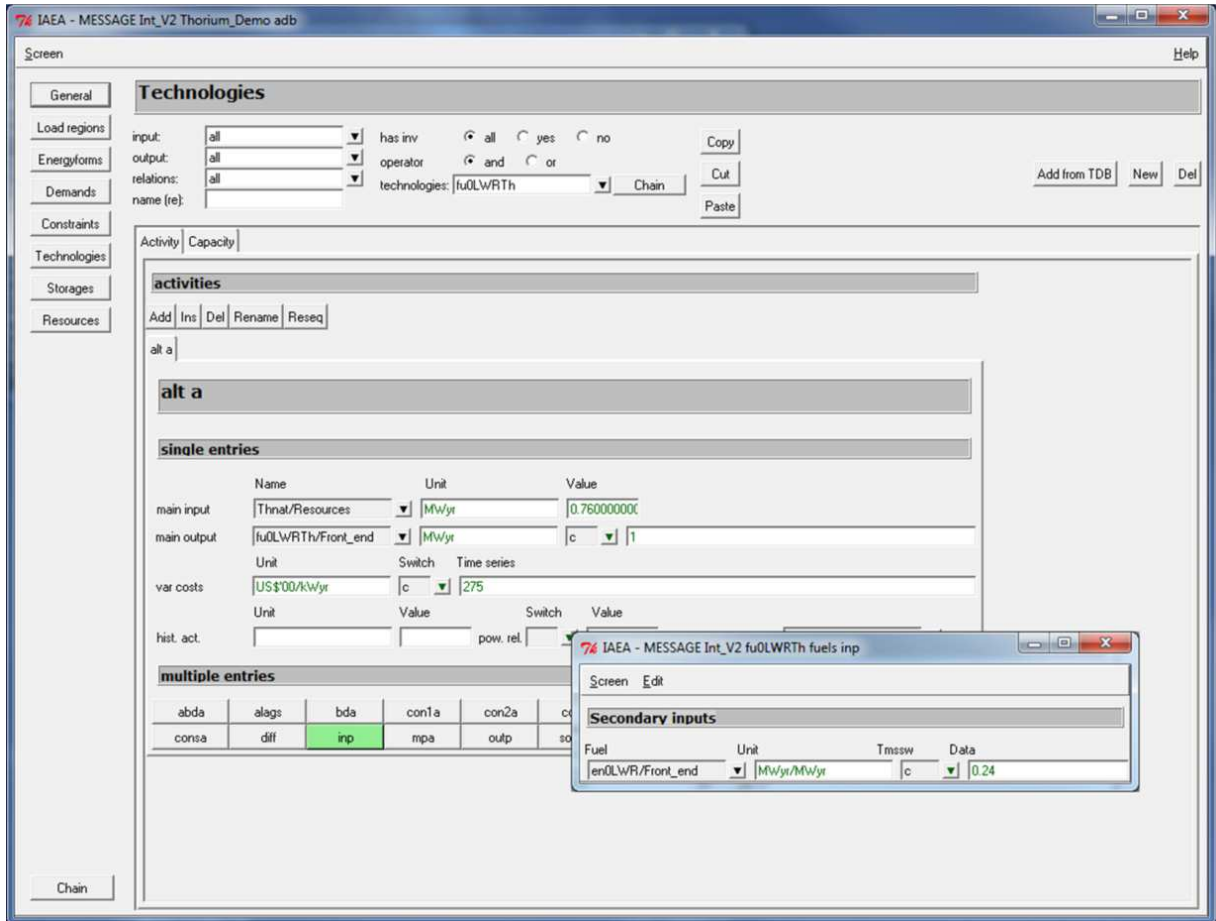 IAEA - MESSAGE Int_V2 Thorium_Demo adb
Screen Help
General
Load regions
Energyforms
Demands
Constraints
Technologies
Storages
Resources
Chain
Technologies
input: all has inv all yes no Copy
output: all operator and or Cut
relations: all technologies: fu0LWRTh Chain Add from TDB New Del
name (re): Paste
Activity Capacity
activities
Add Ins Del Rename Reseq
alt a
alt a
single entries
Name Unit Value
main input Thnat/Resources MWyr 0.76000000
main output fu0LWRTh/Front_end MWyr c 1
Unit Switch Time series
var costs US$'00/kWyr c 275
Unit Value Switch Value
hist. act. pow. rel.
multiple entries
abda alags bda con1a con2a
consa diff inp mpa outp
IAEA - MESSAGE Int_V2 fu0LWRTh fuels inp
Screen Edit
Secondary inputs
Fuel Unit Tmssw Data
en0LWR/Front_end MWyr/MWyr c 0.24